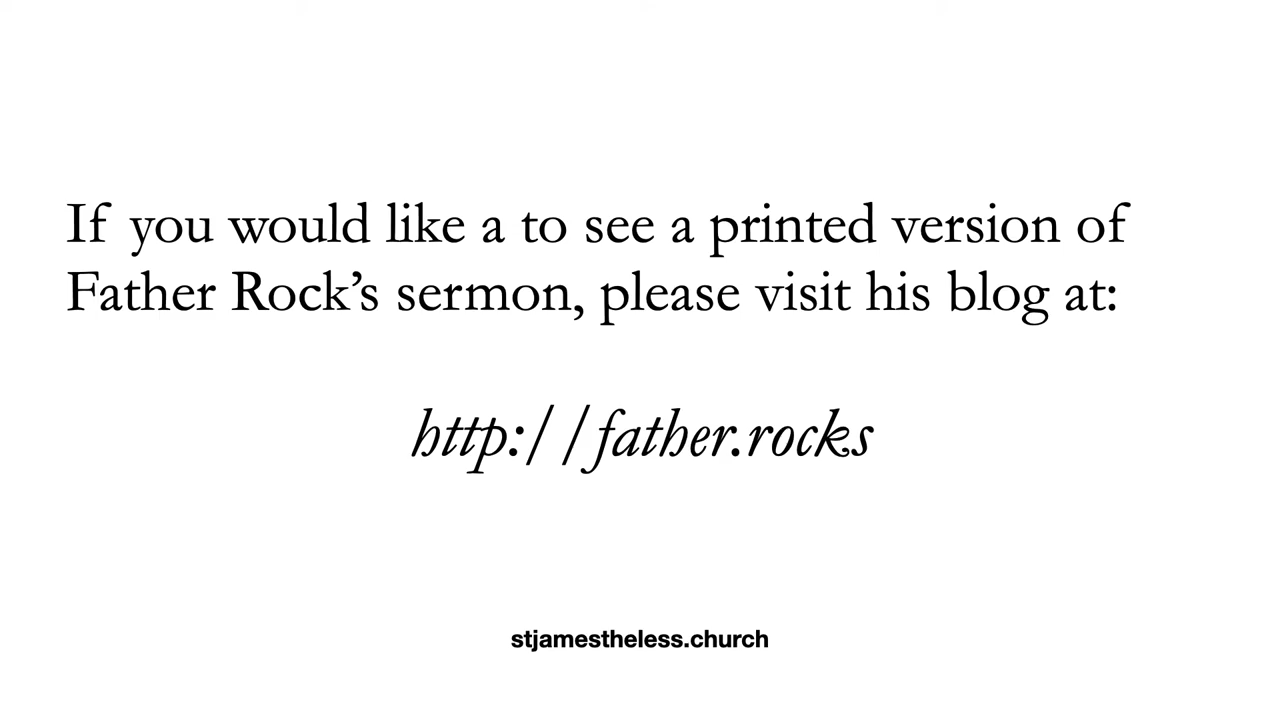 If you would like a to see a printed version of
Father Rock’s sermon, please visit his blog at:
http://father.rocks
stjamestheless.church